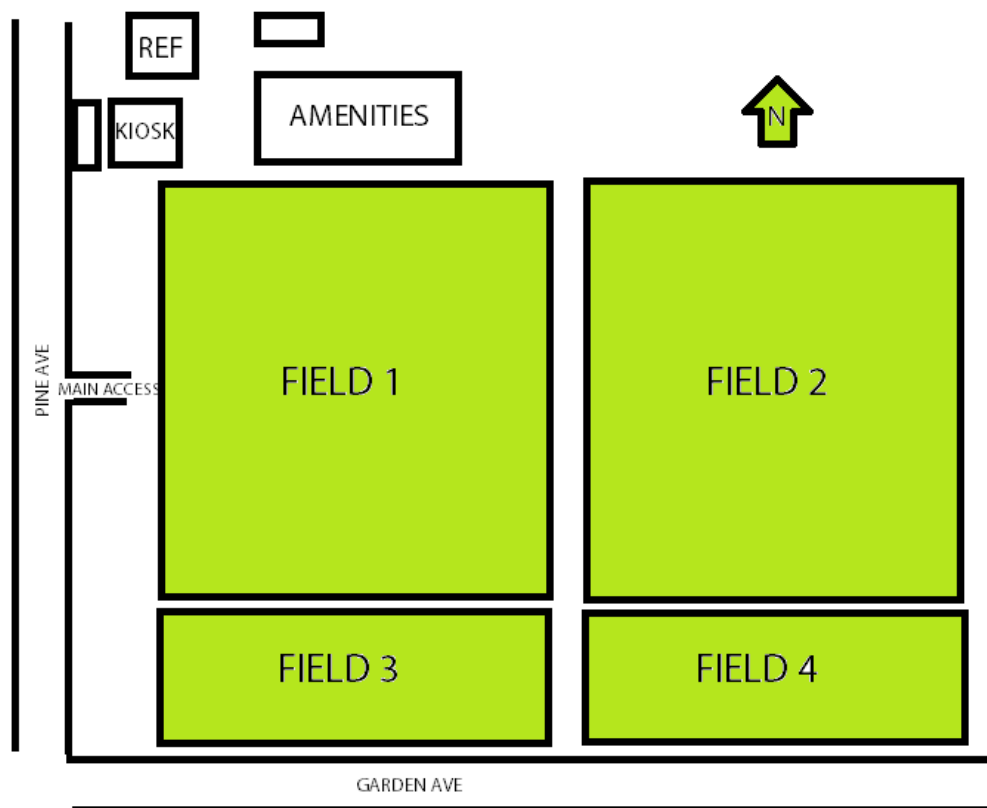 REF
AMENITIES
KIOSK
N
PINE AVE
MAIN ACCESS
FIELD 1
FIELD 2
FIELD 3
FIELD 4
GARDEN AVE